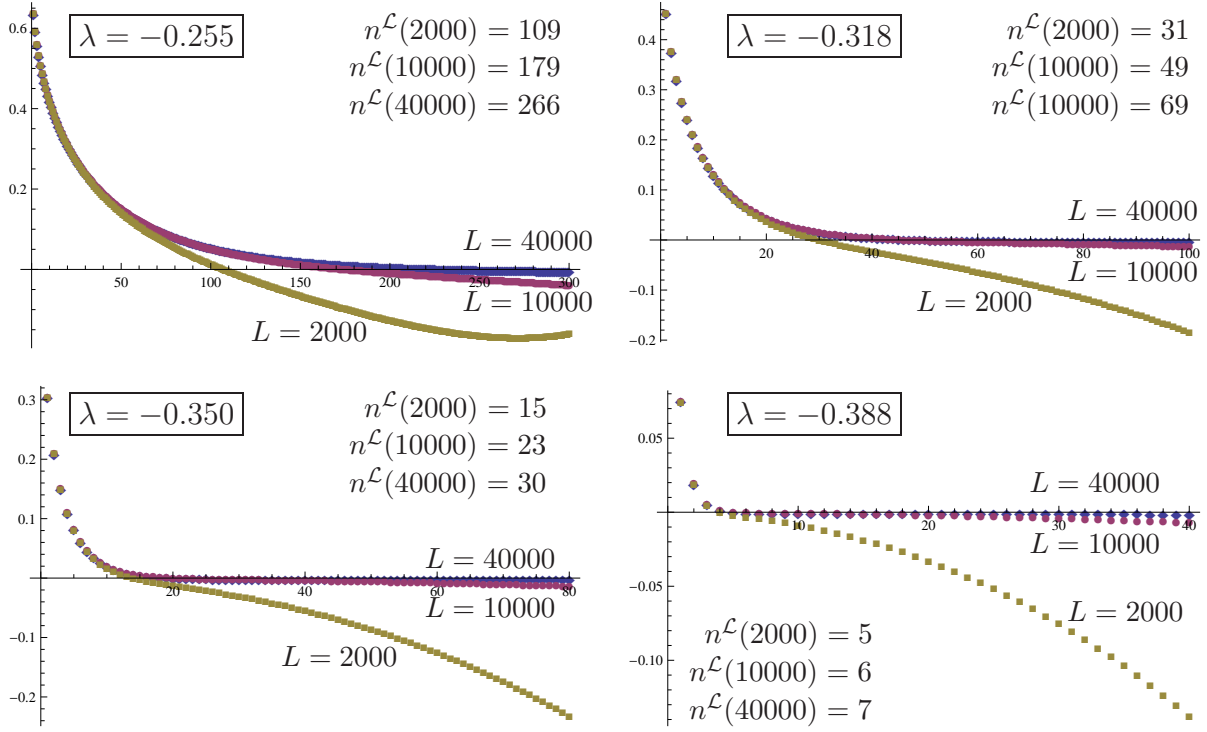 λ = −0.255
n^ℒ(2000) = 109
n^ℒ(10000) = 179
n^ℒ(40000) = 266
0.6
0.4
0.2
50 100 150 200 250 300
L = 40000
L = 10000
L = 2000
λ = −0.318
n^ℒ(2000) = 31
n^ℒ(10000) = 49
n^ℒ(10000) = 69
0.4
0.3
0.2
0.1
−0.1
−0.2
20 40 60 80 100
L = 40000
L = 10000
L = 2000
λ = −0.350
n^ℒ(2000) = 15
n^ℒ(10000) = 23
n^ℒ(40000) = 30
0.3
0.2
0.1
−0.1
−0.2
20 40 60 80
L = 40000
L = 10000
L = 2000
λ = −0.388
0.05
−0.05
−0.10
10 20 30 40
L = 40000
L = 10000
L = 2000
n^ℒ(2000) = 5
n^ℒ(10000) = 6
n^ℒ(40000) = 7